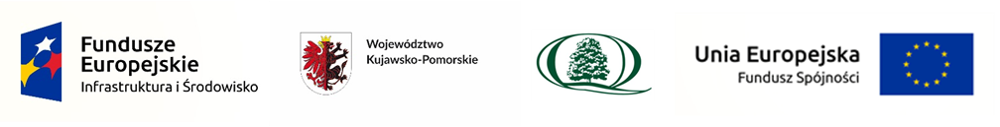 Fundusze
Europejskie
Infrastruktura i Środowisko
Województwo
Kujawsko-Pomorskie
Unia Europejska
Fundusz Spójności